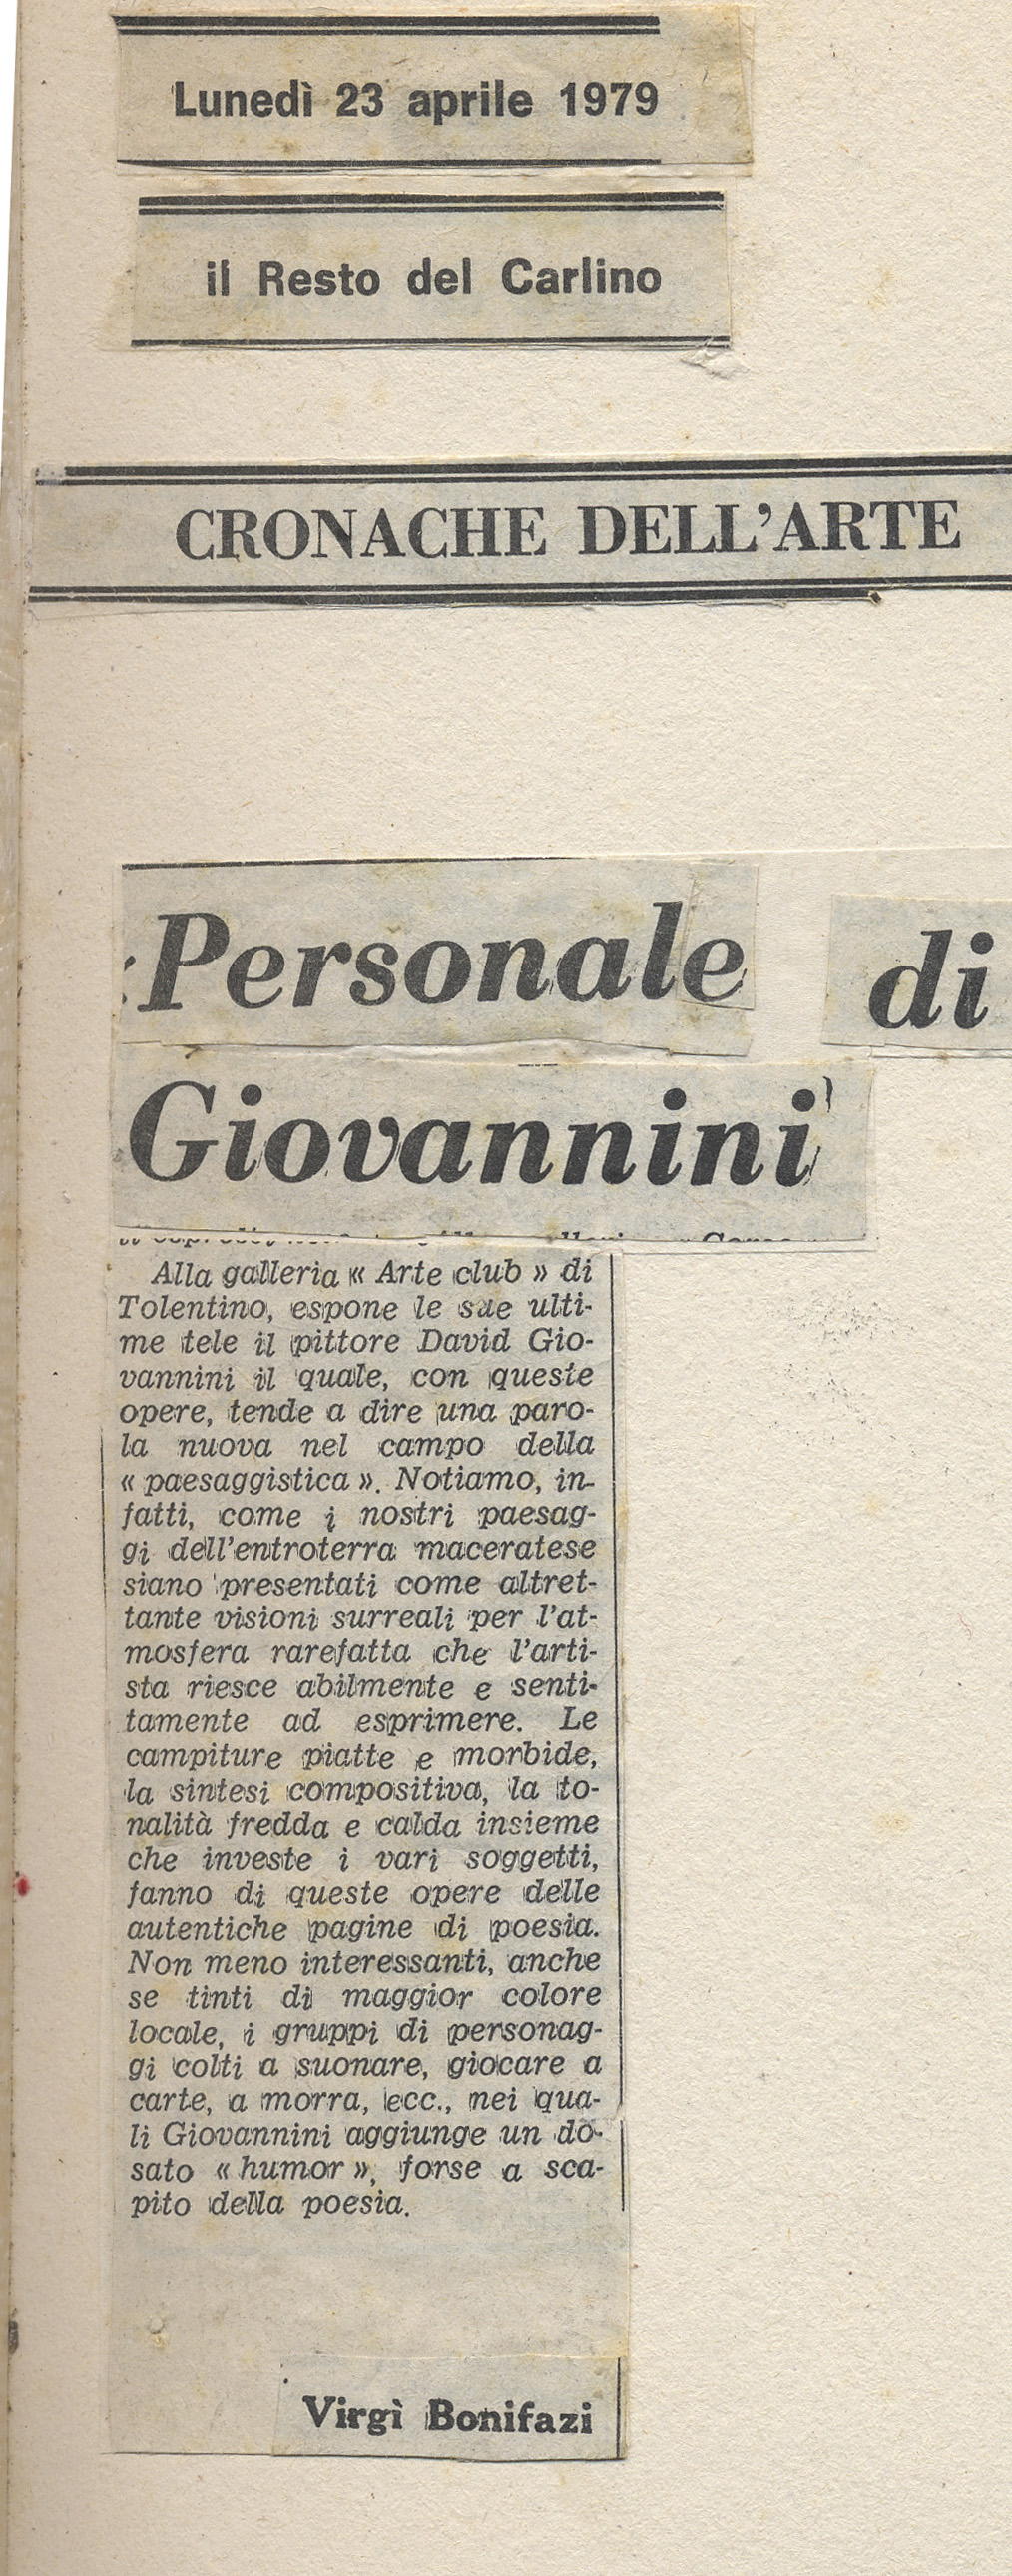 Lunedì 23 aprile 1979
il Resto del Carlino
CRONACHE DELL'ARTE
Personale di
Giovannini
Alla galleria « Arte club » di
Tolentino, espone le sue ulti-
me tele il pittore David Gio-
vannini il quale, con queste
opere, tende a dire una paro-
la nuova nel campo della
« paesaggistica ». Notiamo, in-
fatti, come i nostri paesag-
gi dell'entroterra maceratese
siano presentati come altret-
tante visioni surreali per l'at-
mosfera rarefatta che l'arti-
sta riesce abilmente e senti-
tamente ad esprimere. Le
campiture piatte e morbide,
la sintesi compositiva, la to-
nalità fredda e calda insieme
che investe i vari soggetti,
fanno di queste opere delle
autentiche pagine di poesia.
Non meno interessanti, anche
se tinti di maggior colore
locale, i gruppi di personag-
gi colti a suonare, giocare a
carte, a morra, ecc., nei qua-
li Giovannini aggiunge un do-
sato « humor », forse a sca-
pito della poesia.
Virgì Bonifazi